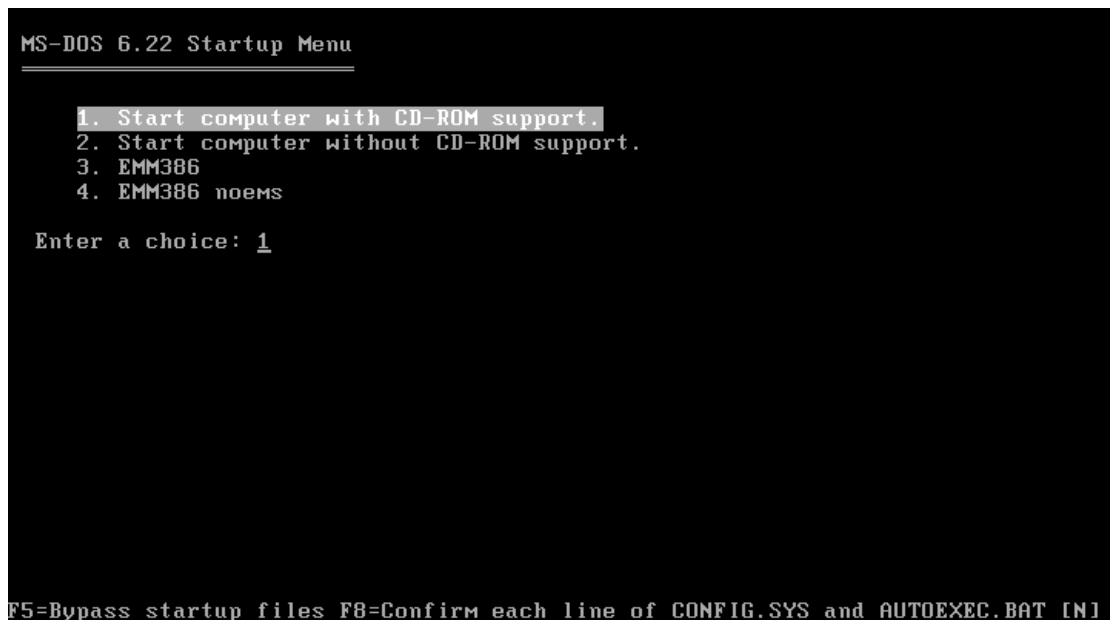 MS-DOS 6.22 Startup Menu
1. Start computer with CD-ROM support.
2. Start computer without CD-ROM support.
3. EMM386
4. EMM386 noems
Enter a choice: 1
F5=Bypass startup files F8=Confirm each line of CONFIG.SYS and AUTOEXEC.BAT [N]